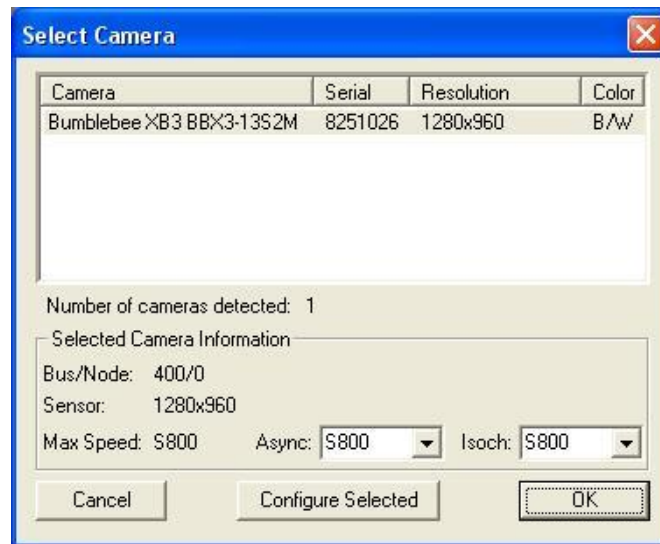 Select Camera
Camera Serial Resolution Color
Bumblebee XB3 BBX3-13S2M 8251026 1280x960 B/W
Number of cameras detected: 1
Selected Camera Information
Bus/Node: 400/0
Sensor: 1280x960
Max Speed: S800 Async: S800 Isoch: S800
Cancel Configure Selected OK